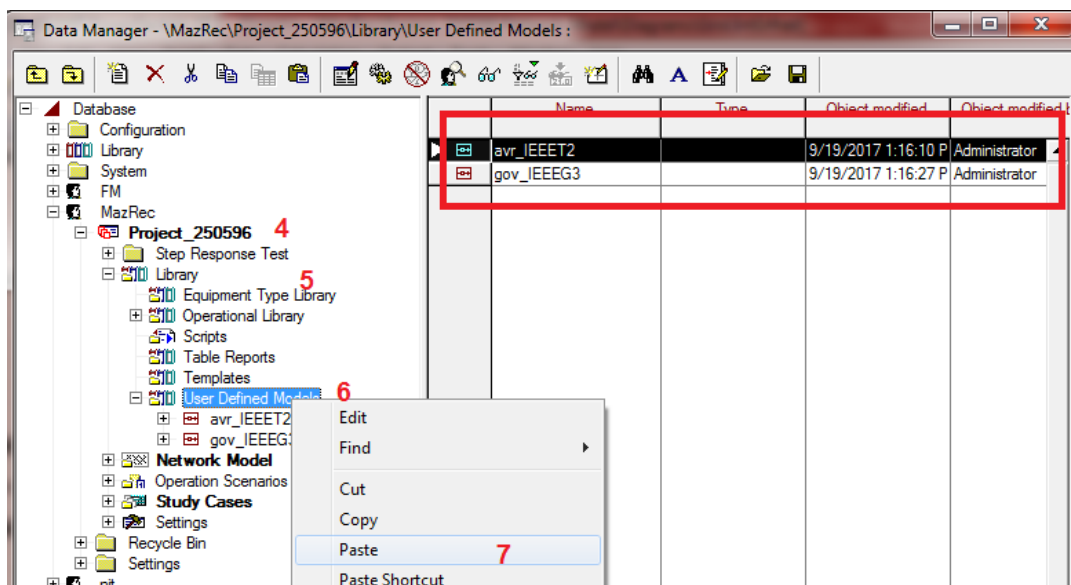 Data Manager - \MazRec\Project_250596\Library\User Defined Models :
Database
Configuration
Library
System
FM
MazRec
Project_250596 4
Step Response Test
Library 5
Equipment Type Library
Operational Library
Scripts
Table Reports
Templates
User Defined Models 6
avr_IEEET2
gov_IEEEG3
Network Model
Operation Scenarios
Study Cases
Settings
Recycle Bin
Settings
pit
Name Type Object modified Object modified b
avr_IEEET2 9/19/2017 1:16:10 P Administrator
gov_IEEEG3 9/19/2017 1:16:27 P Administrator
Edit
Find
Cut
Copy
Paste 7
Paste Shortcut